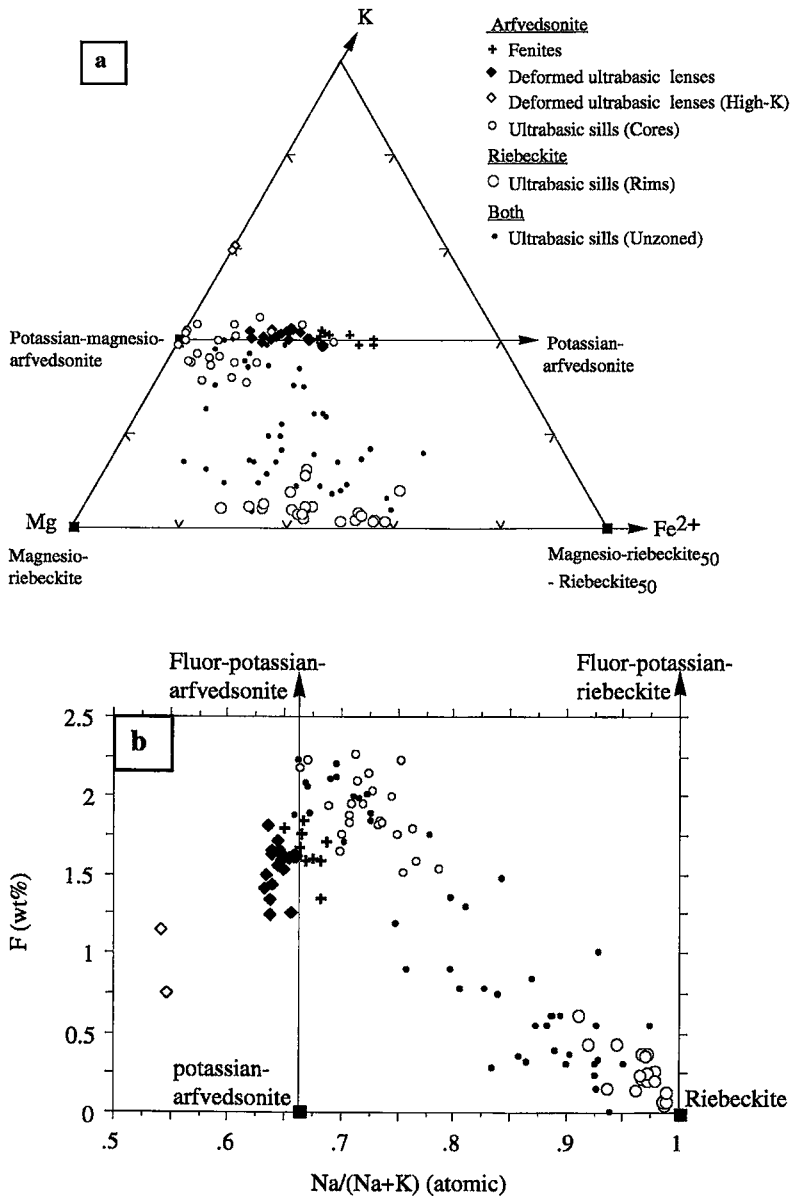 a
K
Arfvedsonite
Fenites
Deformed ultrabasic lenses
Deformed ultrabasic lenses (High-K)
Ultrabasic sills (Cores)
Riebeckite
Ultrabasic sills (Rims)
Both
Ultrabasic sills (Unzoned)
Potassian-magnesio-
arfvedsonite
Potassian-
arfvedsonite
Mg
Fe2+
Magnesio-
riebeckite
Magnesio-riebeckite50
- Riebeckite50
Fluor-potassian-
arfvedsonite
Fluor-potassian-
riebeckite
b
2.5
2
1.5
1
0.5
0
F (wt%)
potassian-
arfvedsonite
Riebeckite
.5
.6
.7
.8
.9
1
Na/(Na+K) (atomic)